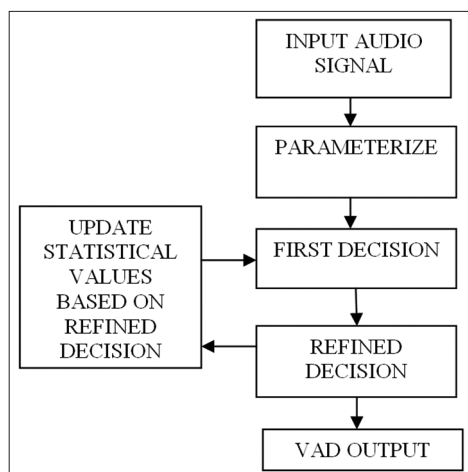 INPUT AUDIO
SIGNAL
PARAMETERIZE
UPDATE
STATISTICAL
VALUES
BASED ON
REFINED
DECISION
FIRST DECISION
REFINED
DECISION
VAD OUTPUT